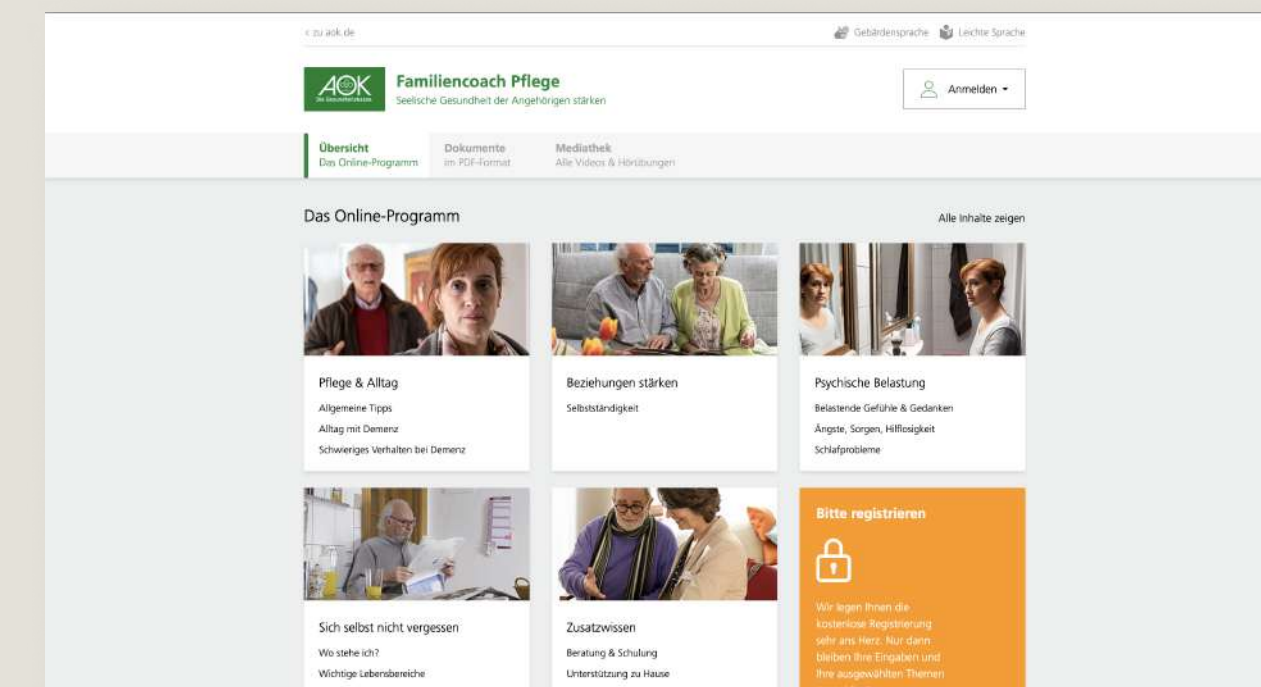 < zu aok.de
Gebärdensprache Leichte Sprache
AOK
Die Gesundheitskasse.
Familiencoach Pflege
Seelische Gesundheit der Angehörigen stärken
Anmelden
Übersicht
Das Online-Programm
Dokumente
im PDF-Format
Mediathek
Alle Videos & Hörübungen
Das Online-Programm
Alle Inhalte zeigen
Pflege & Alltag
Allgemeine Tipps
Alltag mit Demenz
Schwieriges Verhalten bei Demenz
Beziehungen stärken
Selbstständigkeit
Psychische Belastung
Belastende Gefühle & Gedanken
Ängste, Sorgen, Hilflosigkeit
Schlafprobleme
Sich selbst nicht vergessen
Wo stehe ich?
Wichtige Lebensbereiche
Zusatzwissen
Beratung & Schulung
Unterstützung zu Hause
Bitte registrieren
Wir legen Ihnen die
kostenlose Registrierung
sehr ans Herz. Nur dann
bleiben Ihre Eingaben und
Ihre ausgewählten Themen